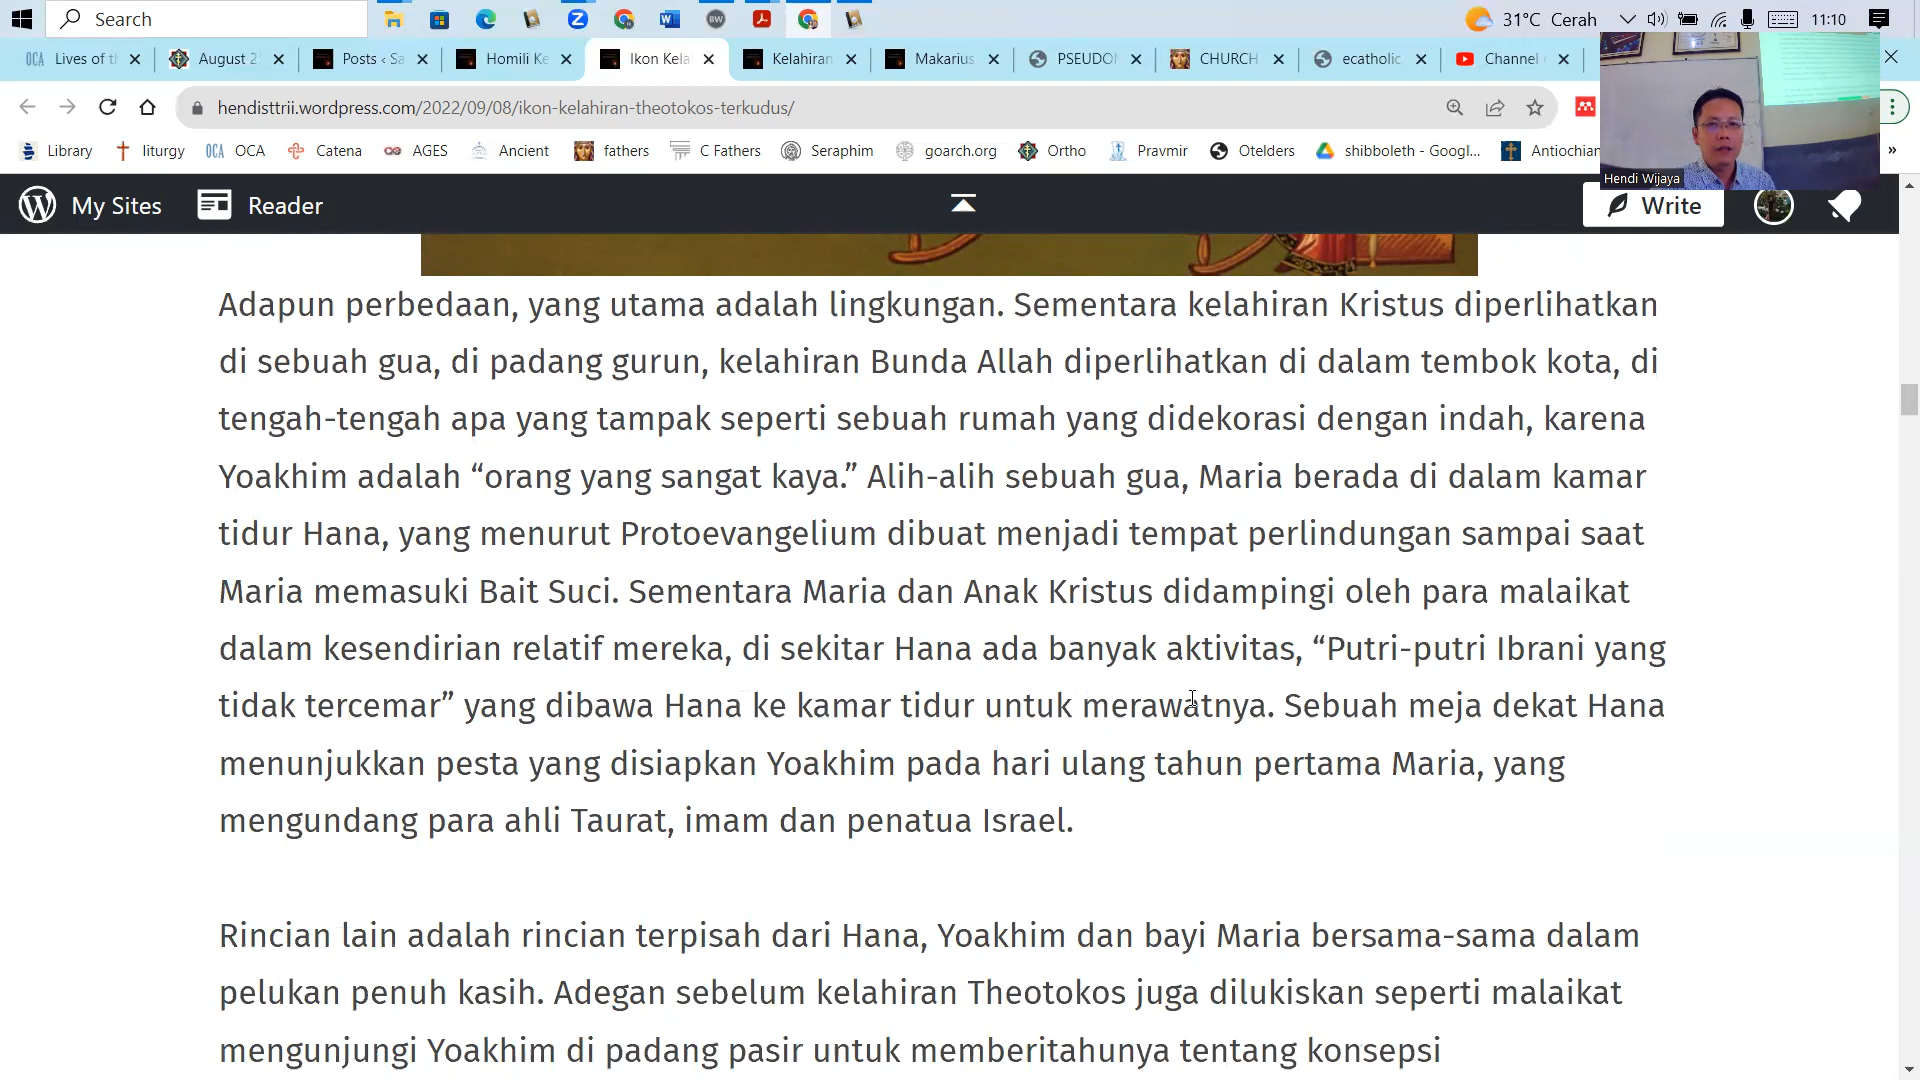 Search
31°C Cerah
11:10
OCA Lives of t
August 2
Posts ‹ Sa
Homili Ke
Ikon Kela
Kelahiran
Makarius
PSEUDO
CHURCH
ecatholic
Channel
hendisttrii.wordpress.com/2022/09/08/ikon-kelahiran-theotokos-terkudus/
Library
liturgy
OCA OCA
Catena
AGES
Ancient
fathers
C Fathers
Seraphim
goarch.org
Ortho
Pravmir
Otelders
shibboleth - Googl...
Antiochian
»
Hendi Wijaya
My Sites
Reader
Write
Adapun perbedaan, yang utama adalah lingkungan. Sementara kelahiran Kristus diperlihatkan
di sebuah gua, di padang gurun, kelahiran Bunda Allah diperlihatkan di dalam tembok kota, di
tengah-tengah apa yang tampak seperti sebuah rumah yang didekorasi dengan indah, karena
Yoakhim adalah “orang yang sangat kaya.” Alih-alih sebuah gua, Maria berada di dalam kamar
tidur Hana, yang menurut Protoevangelium dibuat menjadi tempat perlindungan sampai saat
Maria memasuki Bait Suci. Sementara Maria dan Anak Kristus didampingi oleh para malaikat
dalam kesendirian relatif mereka, di sekitar Hana ada banyak aktivitas, “Putri-putri Ibrani yang
tidak tercemar” yang dibawa Hana ke kamar tidur untuk merawatnya. Sebuah meja dekat Hana
menunjukkan pesta yang disiapkan Yoakhim pada hari ulang tahun pertama Maria, yang
mengundang para ahli Taurat, imam dan penatua Israel.
Rincian lain adalah rincian terpisah dari Hana, Yoakhim dan bayi Maria bersama-sama dalam
pelukan penuh kasih. Adegan sebelum kelahiran Theotokos juga dilukiskan seperti malaikat
mengunjungi Yoakhim di padang pasir untuk memberitahunya tentang konsepsi